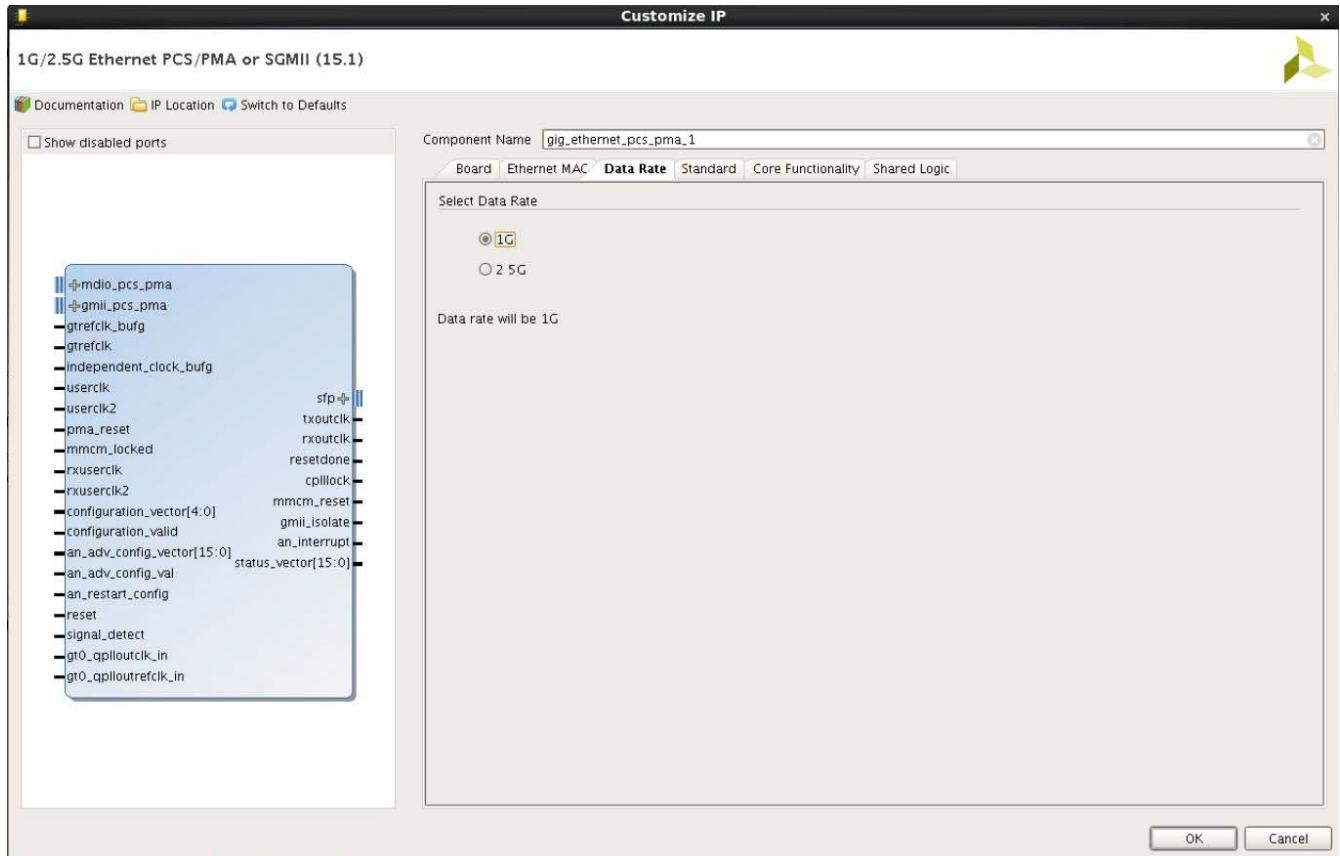 Customize IP
1G/2.5G Ethernet PCS/PMA or SGMII (15.1)
Documentation IP Location Switch to Defaults
Show disabled ports
mdio_pcs_pma
gmii_pcs_pma
gtrefclk_bufg
gtrefclk
independent_clock_bufg
userclk
userclk2
pma_reset
mmcm_locked
rxuserclk
rxuserclk2
configuration_vector[4:0]
configuration_valid
an_adv_config_vector[15:0]
an_adv_config_val
an_restart_config
reset
signal_detect
gt0_qplloutclk_in
gt0_qplloutrefclk_in
sfp
txoutclk
rxoutclk
resetdone
cplllock
mmcm_reset
gmii_isolate
an_interrupt
status_vector[15:0]
Component Name gig_ethernet_pcs_pma_1
Board Ethernet MAC Data Rate Standard Core Functionality Shared Logic
Select Data Rate
1G
2 5G
Data rate will be 1G
OK Cancel